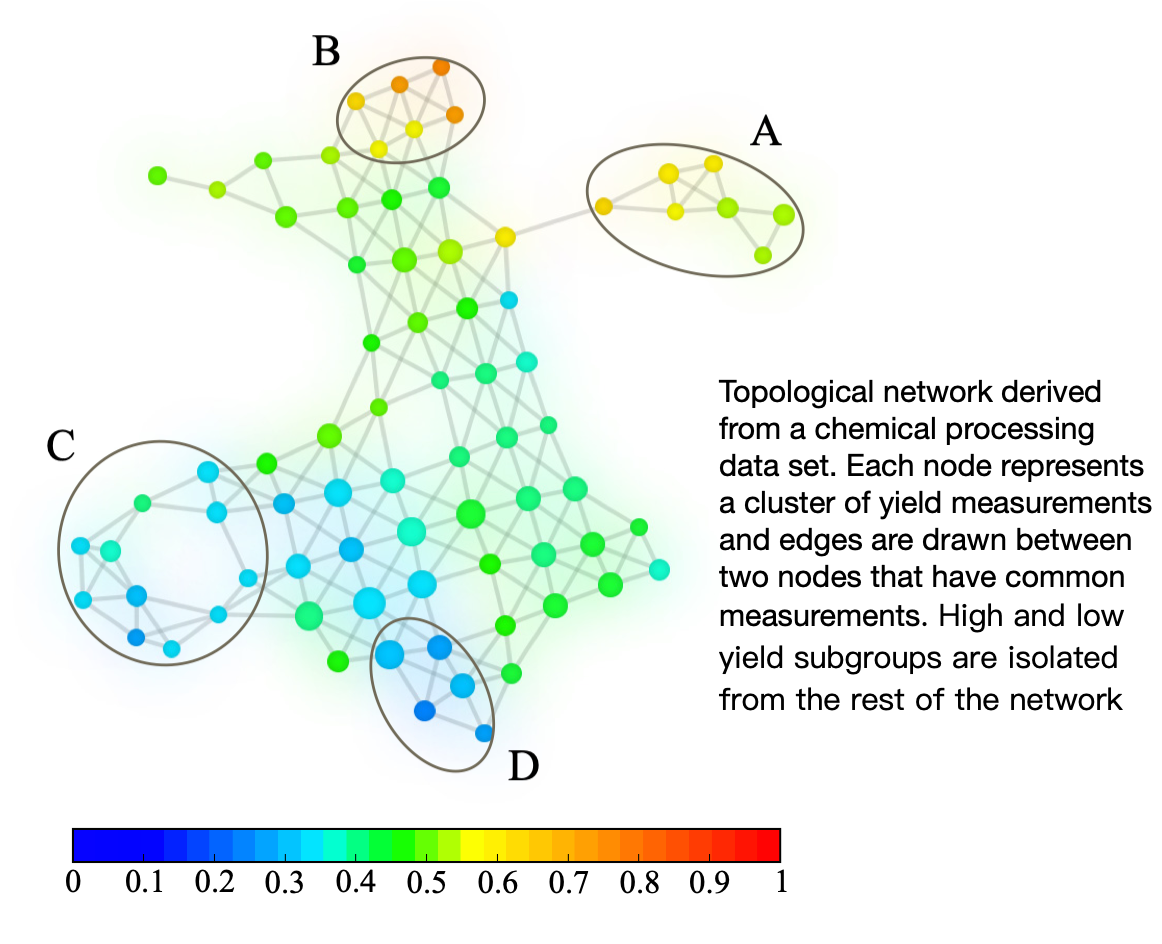 B
A
Topological network derived
from a chemical processing
data set. Each node represents
a cluster of yield measurements
and edges are drawn between
two nodes that have common
measurements. High and low
yield subgroups are isolated
from the rest of the network
C
D
0 0.1 0.2 0.3 0.4 0.5 0.6 0.7 0.8 0.9 1